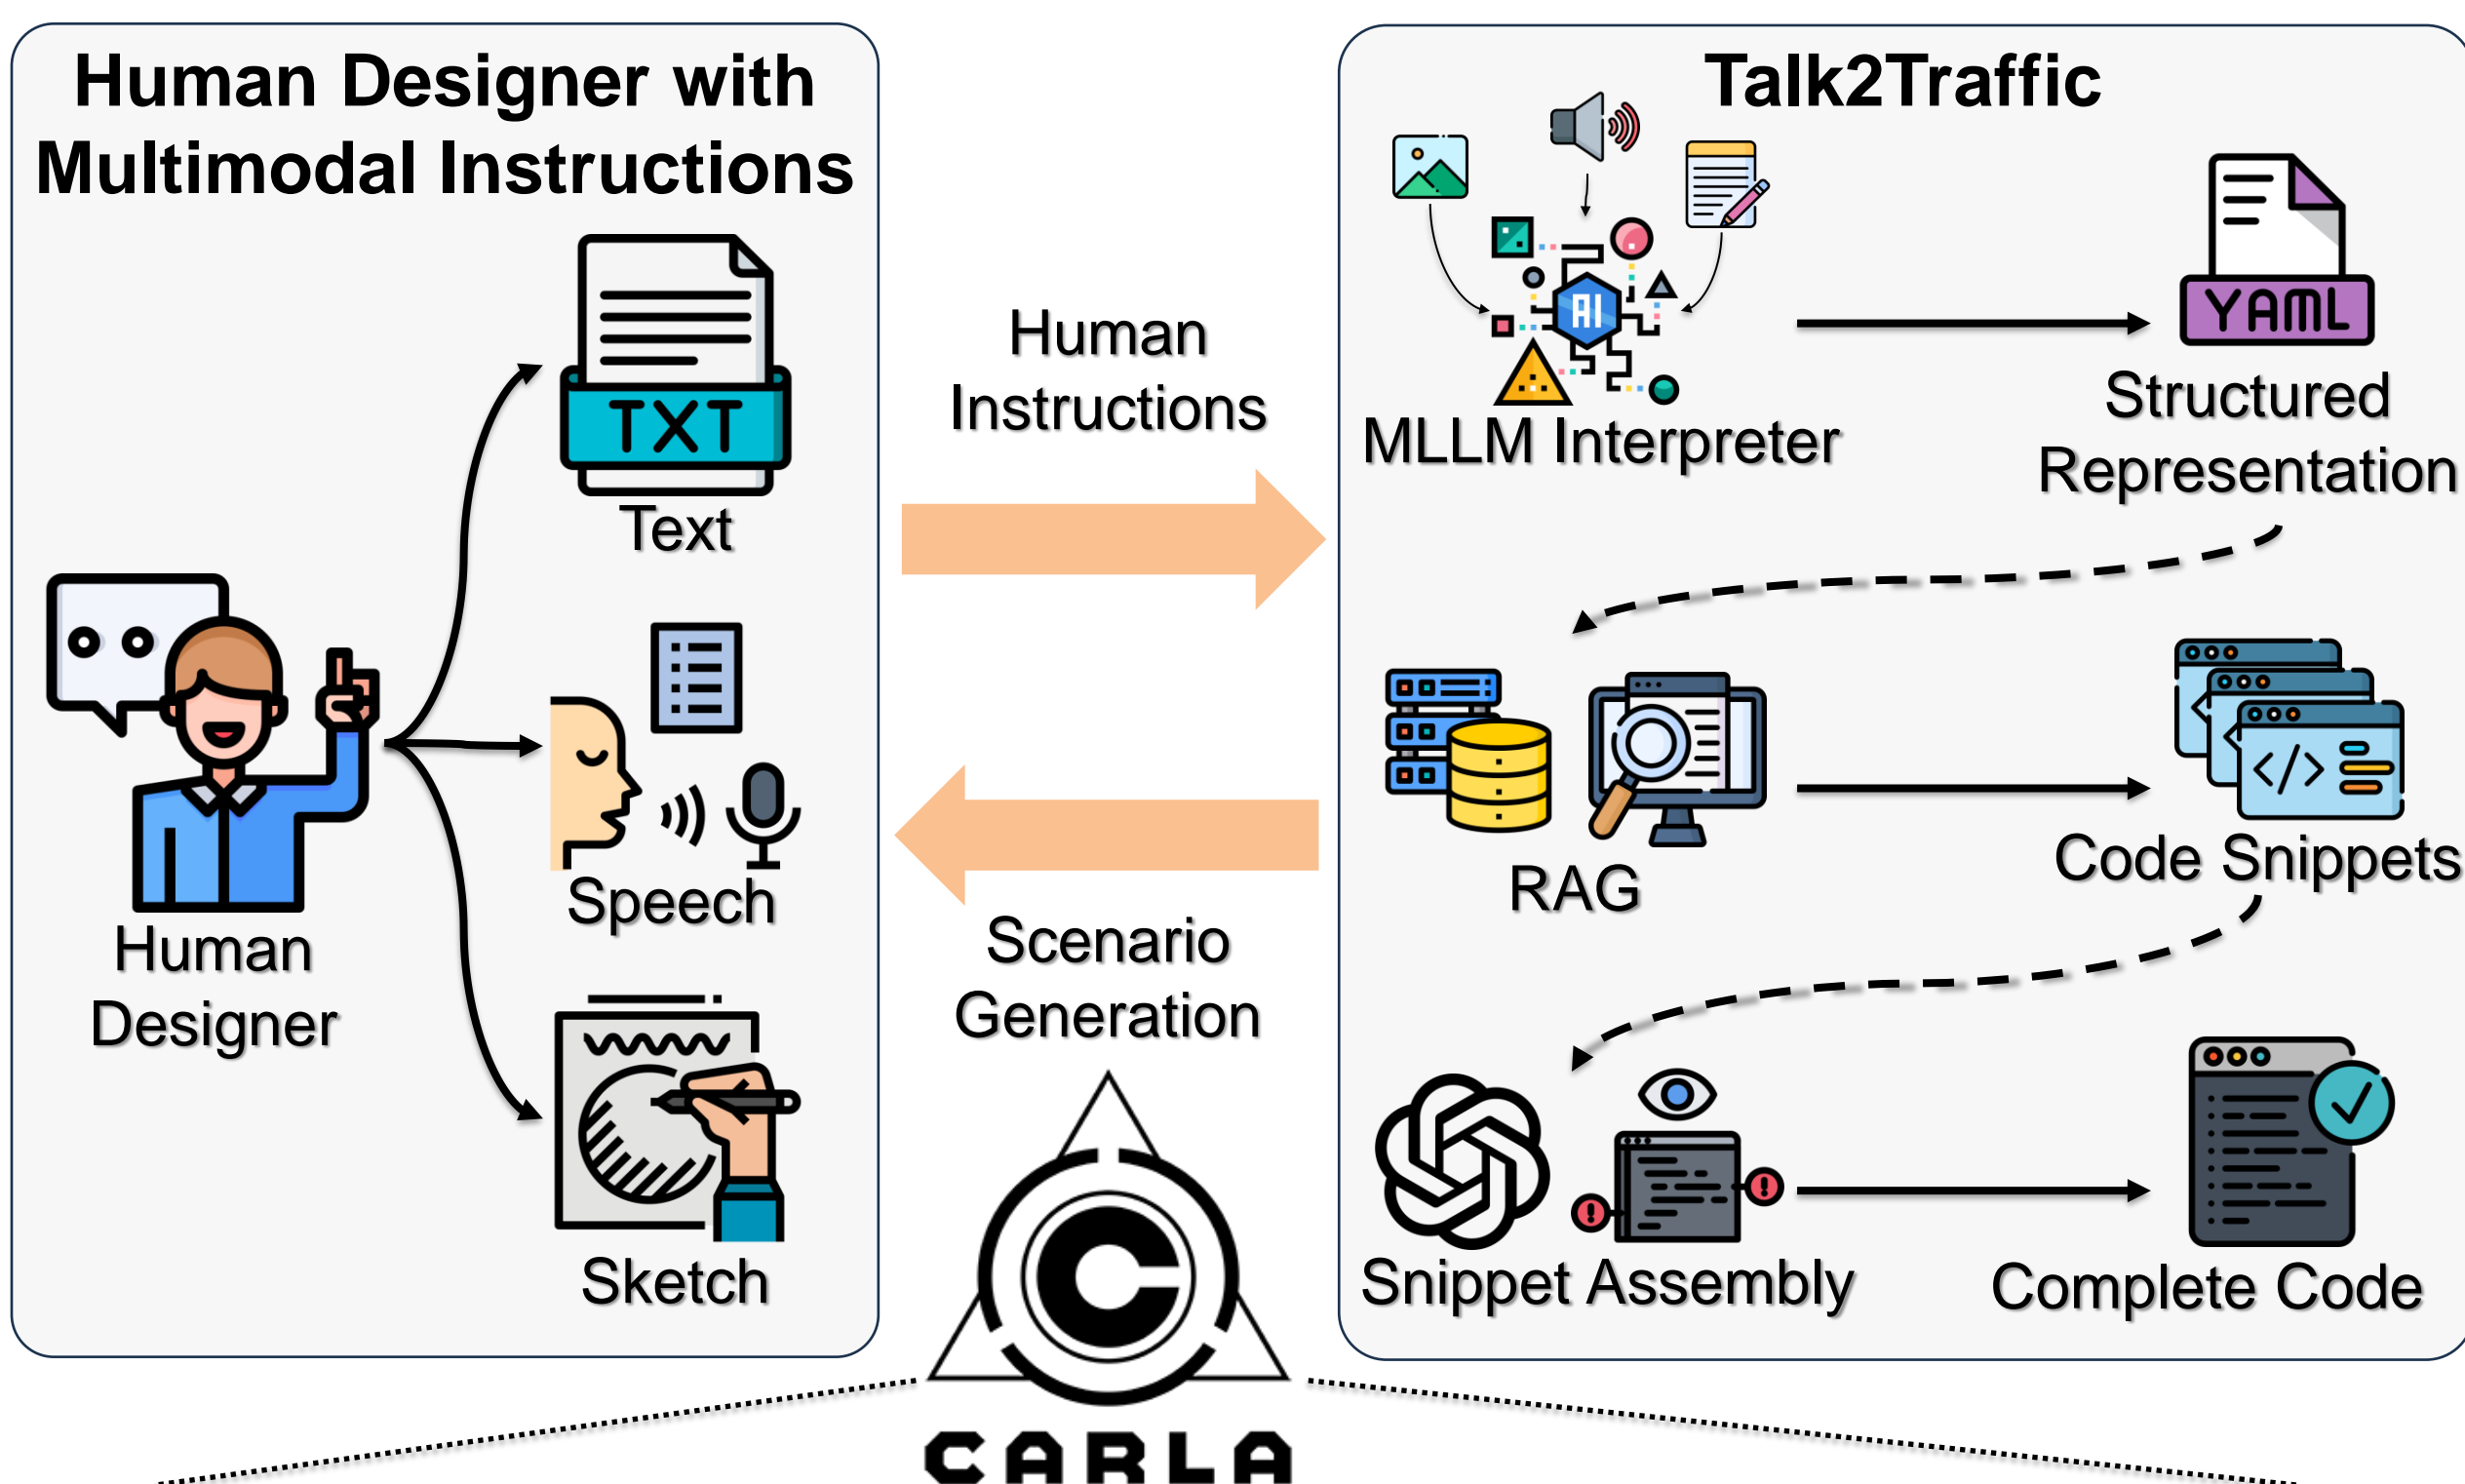 Human Designer with
Multimodal Instructions
TXT
Text
Speech
Sketch
Human
Designer
Human
Instructions
Scenario
Generation
CARLA
Talk2Traffic
AI
MLLM Interpreter
YAML
Structured
Representation
RAG
</>
Code Snippets
Snippet Assembly
Complete Code